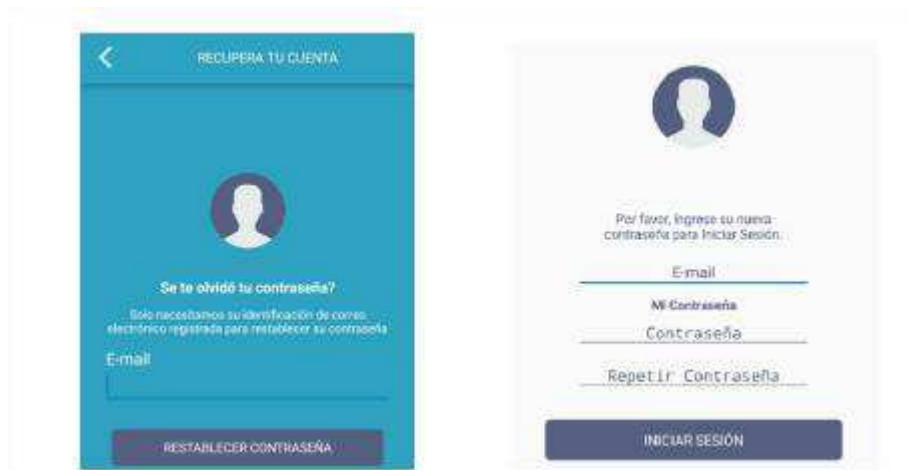 RECUPERA TU CUENTA
Se te olvidó tu contraseña?
Solo necesitamos su identificación de correo
electrónico registrada para restablecer su contraseña
E-mail
RESTABLECER CONTRASEÑA
Por favor, Ingrese su nueva
contraseña para Iniciar Sesión.
E-mail
Mi Contraseña
Contraseña
Repetir Contraseña
INICIAR SESIÓN